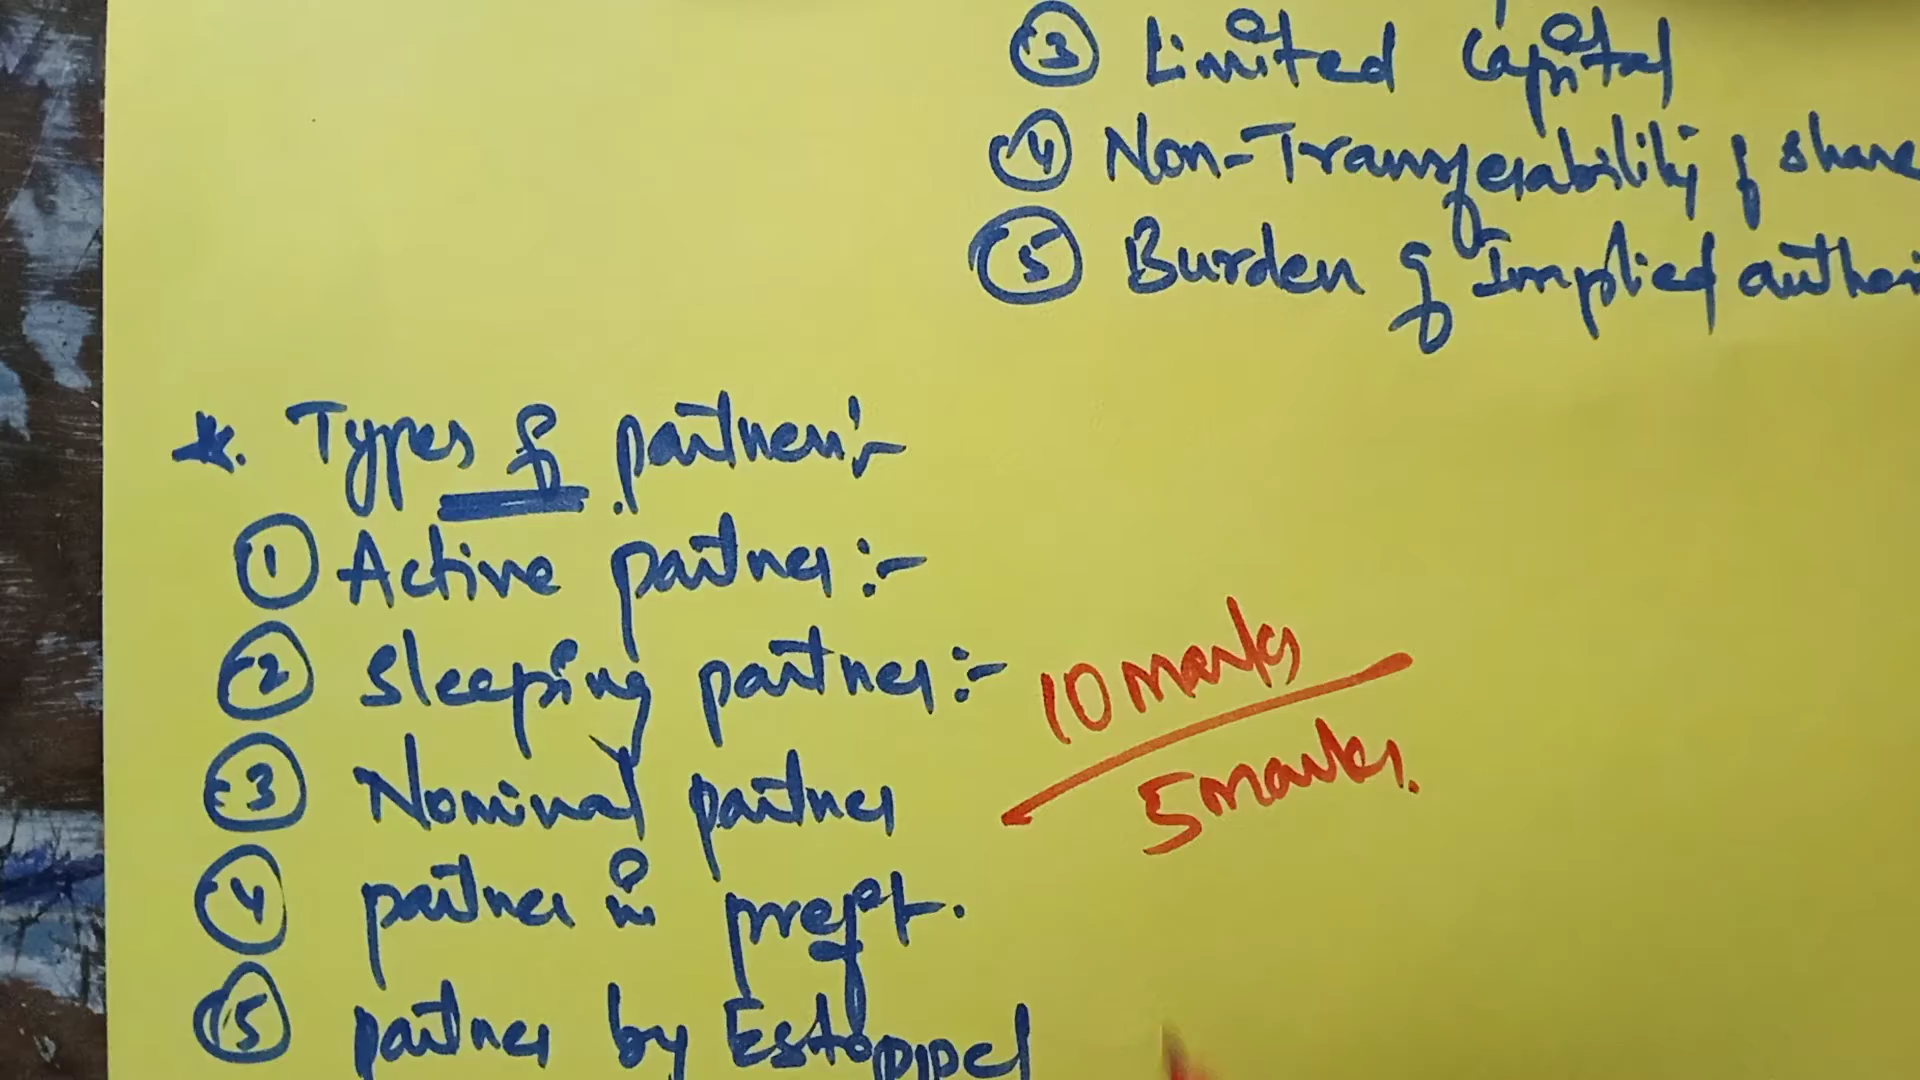 ③ Limited Capital
④ Non-Transferability of share
⑤ Burden of Implied
* Types of partners:-
① Active partner:-
② Sleeping partner:-
③ Nominal partner
④ partner in profit.
⑤ partner by Estoppel
10 marks
5 marks.